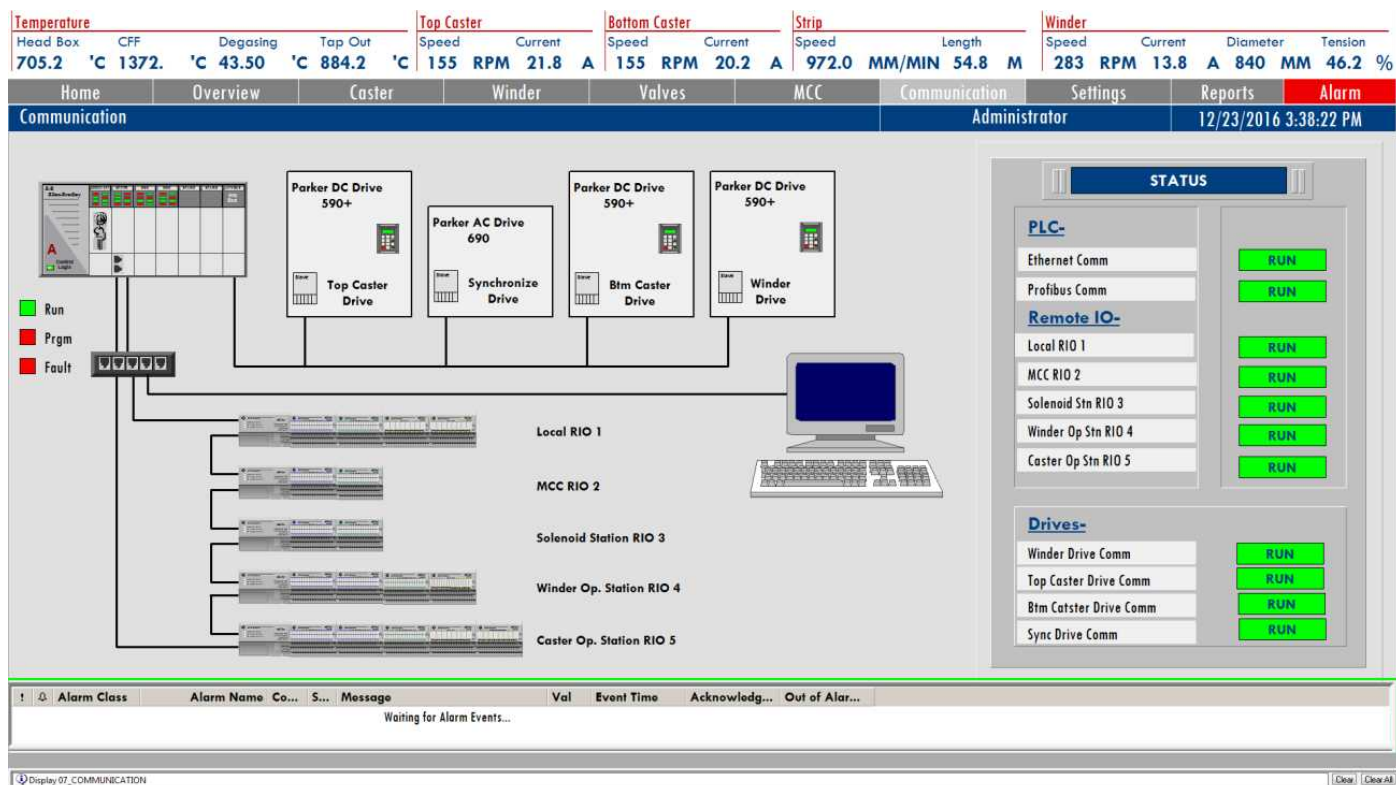 Temperature Top Caster Bottom Caster Strip Winder
Head Box CFF Degasing Tap Out Speed Current Speed Current Speed Length Speed Current Diameter Tension
705.2 'C 1372. 'C 43.50 'C 884.2 'C 155 RPM 21.8 A 155 RPM 20.2 A 972.0 MM/MIN 54.8 M 283 RPM 13.8 A 840 MM 46.2 %
Home Overview Caster Winder Valves MCC Communication Settings Reports Alarm
Communication Administrator 12/23/2016 3:38:22 PM
Allen-Bradley
A
Control
Logix
Run
Prgm
Fault
Parker DC Drive
590+
Slave
Top Caster
Drive
Parker AC Drive
690
Slave
Synchronize
Drive
Parker DC Drive
590+
Slave
Btm Caster
Drive
Parker DC Drive
590+
Slave
Winder
Drive
Local RIO 1
MCC RIO 2
Solenoid Station RIO 3
Winder Op. Station RIO 4
Caster Op. Station RIO 5
STATUS
PLC-
Ethernet Comm RUN
Profibus Comm RUN
Remote IO-
Local RIO 1 RUN
MCC RIO 2 RUN
Solenoid Stn RIO 3 RUN
Winder Op Stn RIO 4 RUN
Caster Op Stn RIO 5 RUN
Drives-
Winder Drive Comm RUN
Top Caster Drive Comm RUN
Btm Catster Drive Comm RUN
Sync Drive Comm RUN
! Alarm Class Alarm Name Co... S... Message Val Event Time Acknowledg... Out of Alar...
Waiting for Alarm Events...
Display 07_COMMUNICATION Clear Clear All